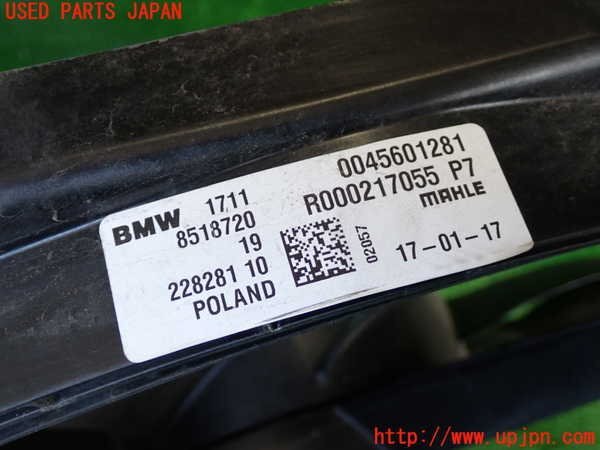 USED PARTS JAPAN
BMW 1711
8518720
19
228281 10
POLAND
0045601281
R000217055 P7
MAHLE
02057
17-01-17
http://www.upjpn.com/